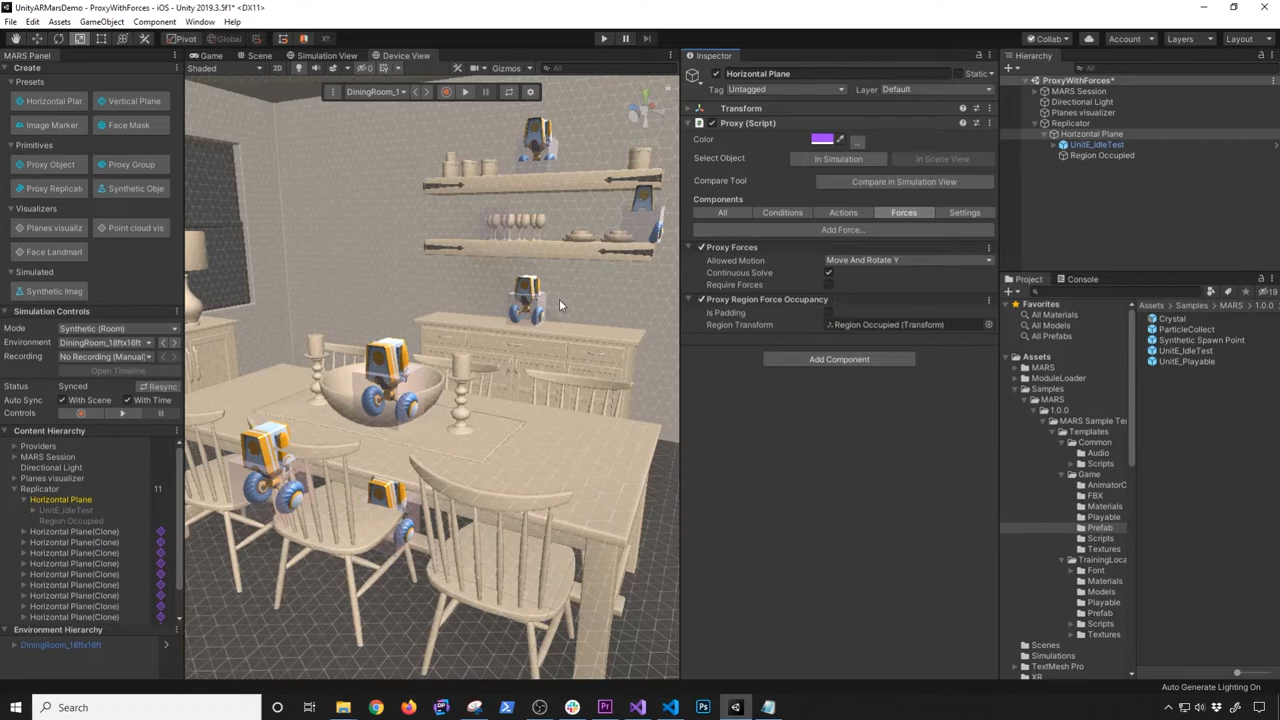 UnityARMarsDemo - ProxyWithForces - iOS - Unity 2019.3.5f1* <DX11>
File Edit Assets GameObject Component Window Help
Pivot Global Collab Account Layers Layout
MARS Panel
Create
Presets
Horizontal Plar Vertical Plane
Image Marker Face Mask
Primitives
Proxy Object Proxy Group
Proxy Replicato Synthetic Obje
Visualizers
Planes visualiz Point cloud vis
Face Landmarl
Simulated
Synthetic Imag
Simulation Controls
Mode Synthetic (Room)
Environment DiningRoom_18ftx16ft
Recording No Recording (Manual)
Open Timeline
Status Synced Resync
Auto Sync With Scene With Time
Controls
Content Hierarchy
Providers
MARS Session
Directional Light
Planes visualizer
Replicator 11
Horizontal Plane
UnitE_IdleTest
Region Occupied
Horizontal Plane(Clone)
Horizontal Plane(Clone)
Horizontal Plane(Clone)
Horizontal Plane(Clone)
Horizontal Plane(Clone)
Horizontal Plane(Clone)
Horizontal Plane(Clone)
Horizontal Plane(Clone)
Horizontal Plane(Clone)
Environment Hierarchy
DiningRoom_18ftx16ft
Game Scene Simulation View Device View
Shaded 2D 0 Gizmos All
DiningRoom_1
Inspector
Horizontal Plane Static
Tag Untagged Layer Default
Transform
Proxy (Script)
Color ...
Select Object In Simulation In Scene View
Compare Tool Compare in Simulation View
Components
All Conditions Actions Forces Settings
Add Force...
Proxy Forces
Allowed Motion Move And Rotate Y
Continuous Solve
Require Forces
Proxy Region Force Occupancy
Is Padding
Region Transform Region Occupied (Transform)
Add Component
Hierarchy
All
ProxyWithForces*
MARS Session
Directional Light
Planes visualizer
Replicator
Horizontal Plane
UnitE_IdleTest
Region Occupied
Project Console
19
Favorites
All Materials
All Models
All Prefabs
Assets
MARS
ModuleLoader
Samples
MARS
1.0.0
MARS Sample Te
Templates
Common
Audio
Scripts
Game
AnimatorC
FBX
Materials
Playable
Prefab
Scripts
Textures
TrainingLoca
Font
Materials
Models
Playable
Prefab
Scripts
Textures
Scenes
Simulations
TextMesh Pro
XR
Assets > Samples > MARS > 1.0.0
Crystal
ParticleCollect
Synthetic Spawn Point
UnitE_IdleTest
UnitE_Playable
Auto Generate Lighting On
Search